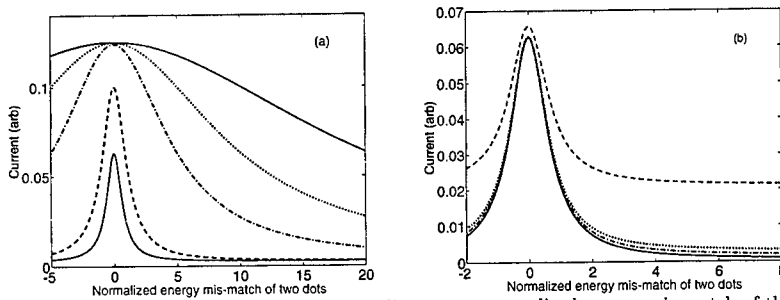 (a)
0.1
0.05
0
Current (arb)
-5 0 5 10 15 20
Normalized energy mis-match of two dots
(b)
0.07
0.06
0.05
0.04
0.03
0.02
0.01
0
Current (arb)
-2 0 2 4 6 8
Normalized energy mis-match of two dots